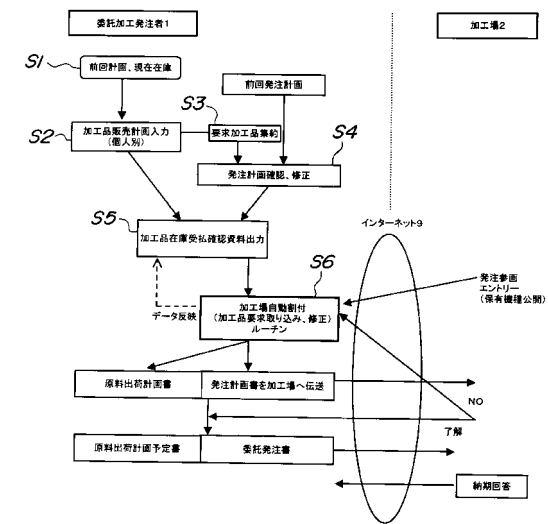 委託加工発注者1
加工場2
S1
前回計画、現在在庫
前回発注計画
S3
S2
加工品販売計画入力
(個人別)
要求加工品集約
S4
発注計画確認、修正
S5
インターネット9
加工品在庫受払確認資料出力
S6
発注参画
エントリー
(保有機種公開)
加工場自動割付
(加工品要求取り込み、修正)
ルーチン
データ反映
原料出荷計画書
発注計画書を加工場へ伝送
NO
了解
原料出荷計画予定書
委託発注書
納期回答